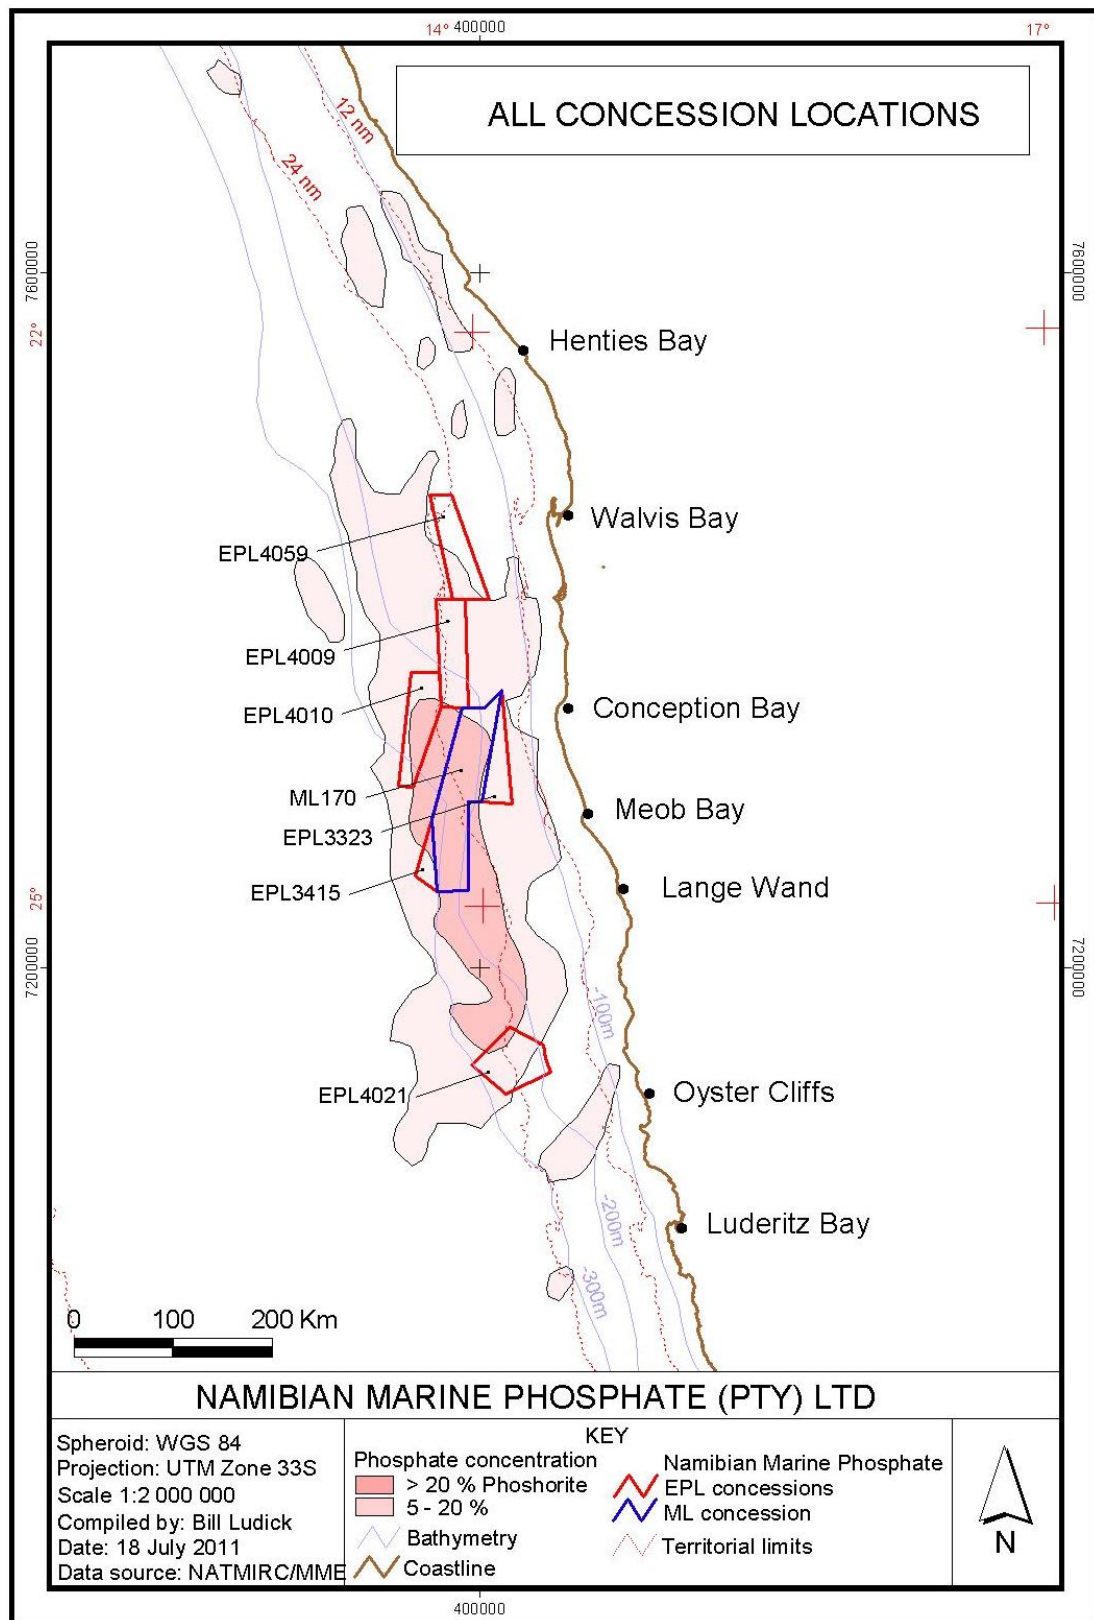 14° 400000 17°
ALL CONCESSION LOCATIONS
12 nm
24 nm
7600000
7600000
22°
Henties Bay
Walvis Bay
EPL4059
EPL4009
EPL4010
Conception Bay
ML170
Meob Bay
EPL3323
EPL3415
Lange Wand
25°
7200000
7200000
-100m
EPL4021
Oyster Cliffs
-200m
Luderitz Bay
-300m
0 100 200 Km
NAMIBIAN MARINE PHOSPHATE (PTY) LTD
Spheroid: WGS 84
Projection: UTM Zone 33S
Scale 1:2 000 000
Compiled by: Bill Ludick
Date: 18 July 2011
Data source: NATMIRC/MME
KEY
Phosphate concentration
> 20 % Phoshorite
5 - 20 %
Bathymetry
Coastline
Namibian Marine Phosphate
EPL concessions
ML concession
Territorial limits
N
400000